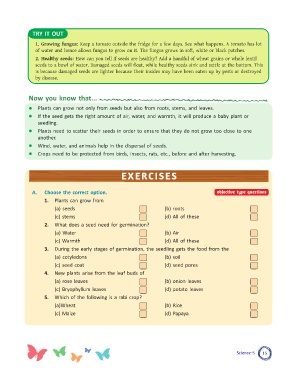 TRY IT OUT
1. Growing fungus: Keep a tomato outside the fridge for a few days. See what happens. A tomato has lot
of water and hence allows fungus to grow on it. The fungus grows in soft, white or black patches.
2. Healthy seeds: How can you tell if seeds are healthy? Add a handful of wheat grains or whole lentil
seeds to a bowl of water. Damaged seeds will float, while healthy seeds sink and settle at the bottom. This
is because damaged seeds are lighter because their insides may have been eaten up by pests or destroyed
by disease.
Now you know that...
● Plants can grow not only from seeds but also from roots, stems, and leaves.
● If the seed gets the right amount of air, water, and warmth, it will produce a baby plant or
seedling.
● Plants need to scatter their seeds in order to ensure that they do not grow too close to one
another.
● Wind, water, and animals help in the dispersal of seeds.
● Crops need to be protected from birds, insects, rats, etc., before and after harvesting.
EXERCISES
A. Choose the correct option.
objective type questions
1. Plants can grow from
(a) seeds (b) roots
(c) stems (d) All of these
2. What does a seed need for germination?
(a) Water (b) Air
(c) Warmth (d) All of these
3. During the early stages of germination, the seedling gets the food from the
(a) cotyledons (b) soil
(c) seed coat (d) seed pores
4. New plants arise from the leaf buds of
(a) rose leaves (b) onion leaves
(c) Bryophyllum leaves (d) potato leaves
5. Which of the following is a rabi crop?
(a)Wheat (b) Rice
(c) Maize (d) Papaya
Science-5 15